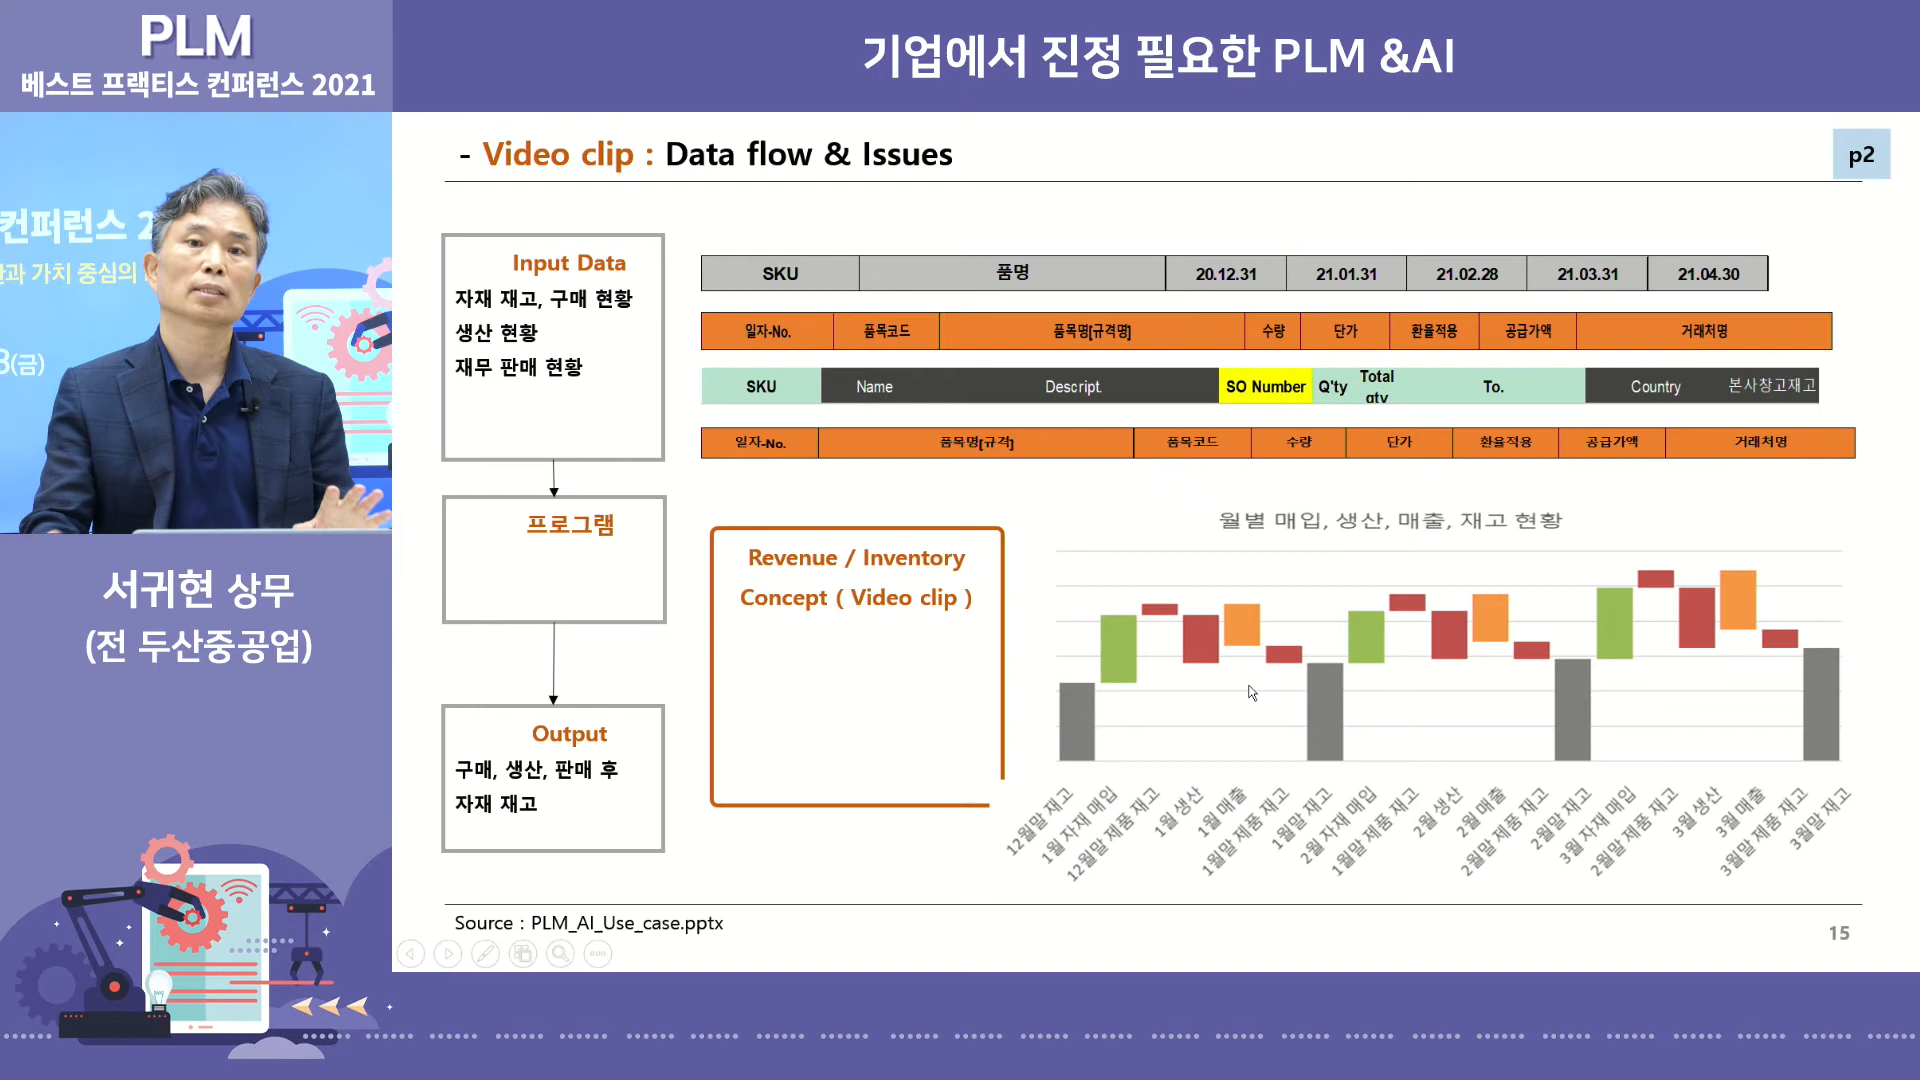 PLM
베스트 프랙티스 컨퍼런스 2021
기업에서 진정 필요한 PLM &AI
컨퍼런스 2
과 가치 중심의
(금)
서귀현 상무
(전 두산중공업)
- Video clip : Data flow & Issues
p2
Input Data
자재 재고, 구매 현황
생산 현황
재무 판매 현황
프로그램
Output
구매, 생산, 판매 후
자재 재고
SKU 품명 20.12.31 21.01.31 21.02.28 21.03.31 21.04.30
일자-No. 품목코드 품목명[규격명] 수량 단가 환율적용 공급가액 거래처명
SKU Name Descript. SO Number Q'ty Total qty To. Country 본사창고재고
일자-No. 품목명[규격] 품목코드 수량 단가 환율적용 공급가액 거래처명
Revenue / Inventory
Concept ( Video clip )
월별 매입, 생산, 매출, 재고 현황
12월말 재고
1월 자재 매입
12월말 제품 재고
1월 생산
1월 매출
1월말 제품 재고
1월말 재고
2월 자재 매입
1월말 제품 재고
2월 생산
2월 매출
2월말 제품 재고
2월말 재고
3월 자재 매입
2월말 제품 재고
3월 생산
3월 매출
3월말 제품 재고
3월말 재고
Source : PLM_AI_Use_case.pptx
15